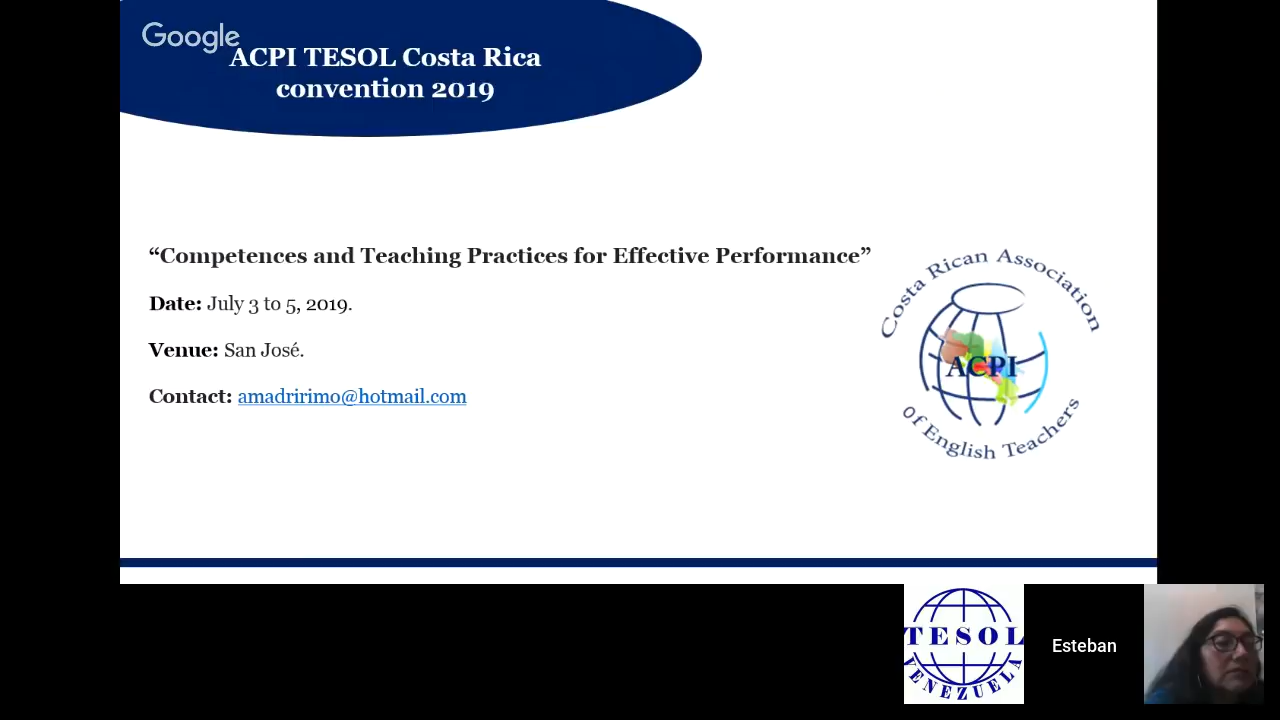 Google
ACPI TESOL Costa Rica
convention 2019
“Competences and Teaching Practices for Effective Performance”
Date: July 3 to 5, 2019.
Venue: San José.
Contact: amadririmo@hotmail.com
Costa Rican Association
ACPI
Of English Teachers
TESOL
VENEZUELA
Esteban